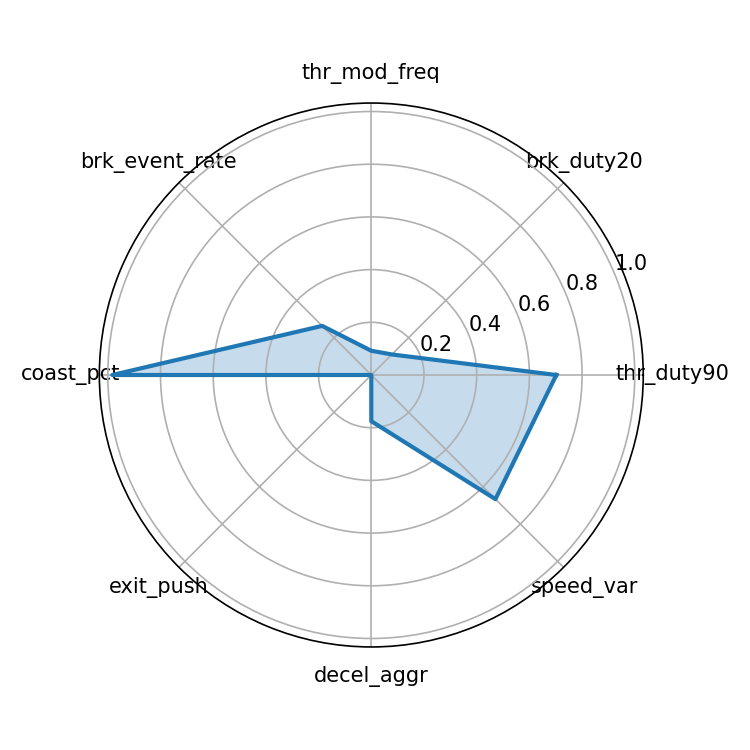 thr_mod_freq
brk_event_rate
brk_duty20
1.0
0.8
0.6
0.4
0.2
coast_pct
thr_duty90
exit_push
speed_var
decel_aggr